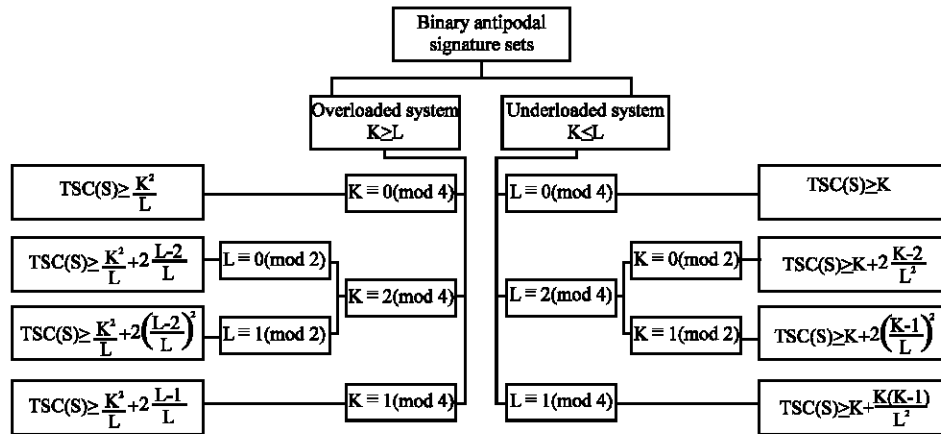 Binary antipodal
signature sets
Overloaded system
K≥L
Underloaded system
K≤L
TSC(S)≥ K²/L
K ≡ 0(mod 4)
L ≡ 0(mod 4)
TSC(S)≥K
TSC(S)≥ K²/L +2 L-2/L
L ≡ 0(mod 2)
K ≡ 0(mod 2)
TSC(S)≥K+2 K-2/L²
K ≡ 2(mod 4)
L ≡ 2(mod 4)
TSC(S)≥ K²/L +2(L-2/L)²
L ≡ 1(mod 2)
K ≡ 1(mod 2)
TSC(S)≥K+2(K-1/L)²
TSC(S)≥ K²/L +2 L-1/L
K ≡ 1(mod 4)
L ≡ 1(mod 4)
TSC(S)≥K+ K(K-1)/L²